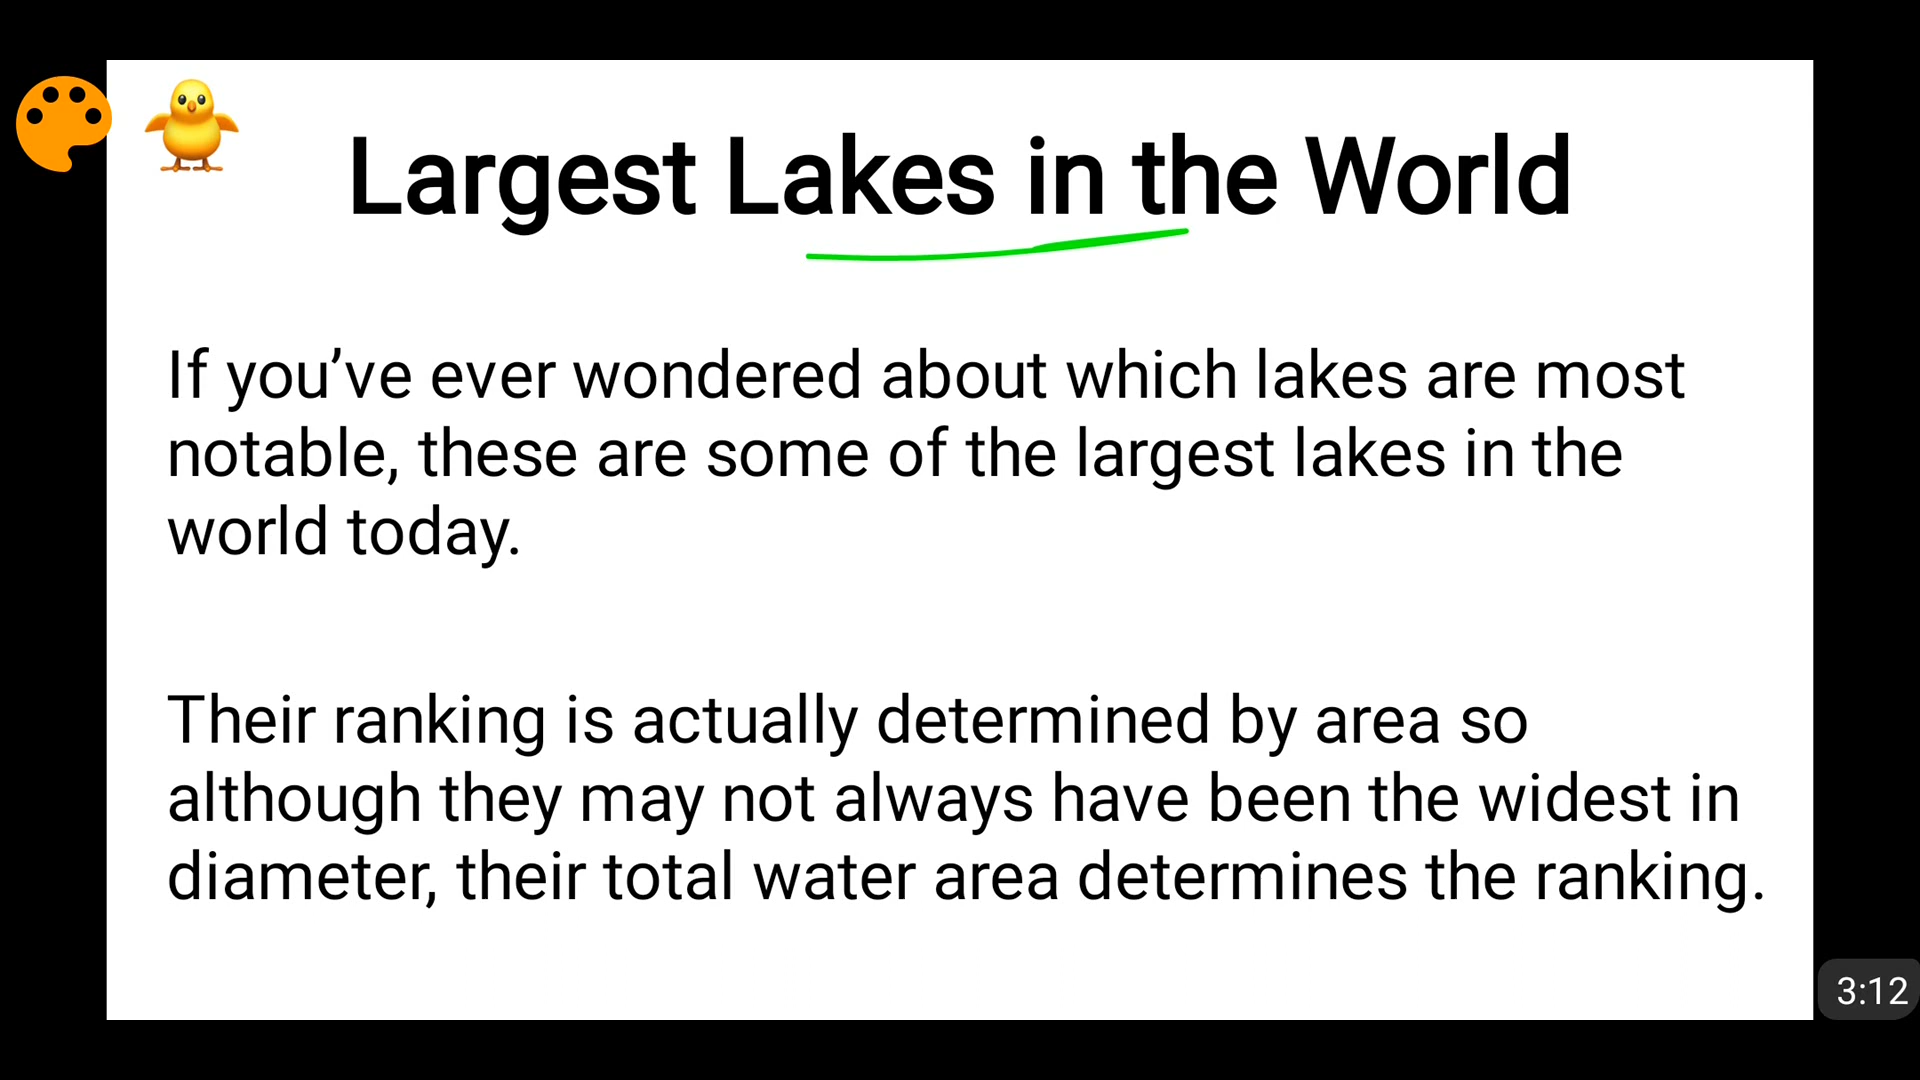 Largest Lakes in the World
If you’ve ever wondered about which lakes are most
notable, these are some of the largest lakes in the
world today.
Their ranking is actually determined by area so
although they may not always have been the widest in
diameter, their total water area determines the ranking.
3:12